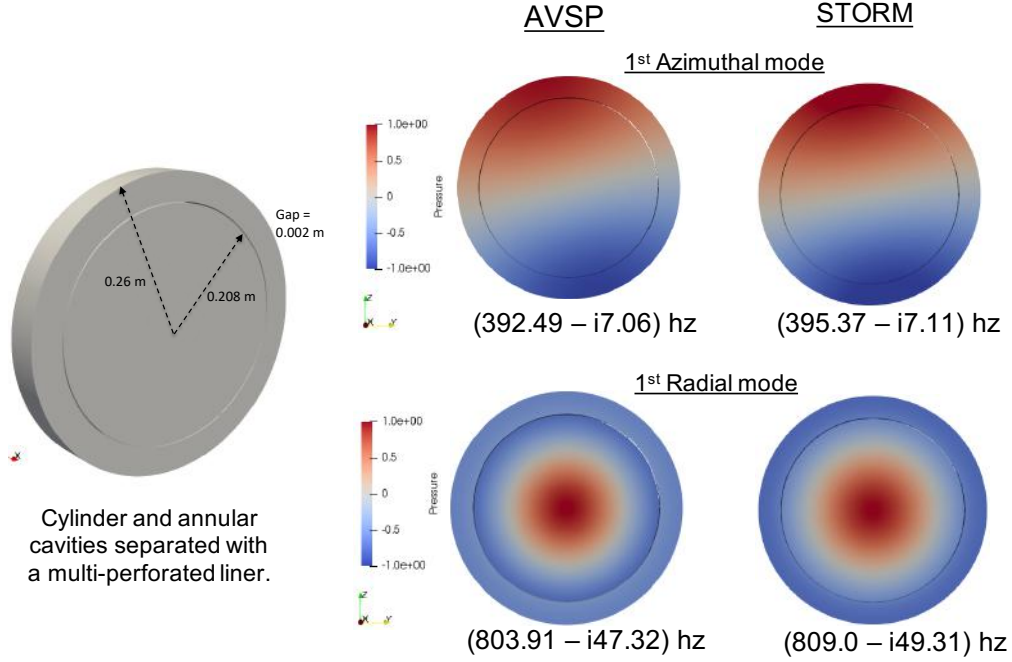 AVSP
STORM
1st Azimuthal mode
1.0e+00
0.5
0
-0.5
-1.0e+00
Pressure
Z
X
Y
(392.49 – i7.06) hz
(395.37 – i7.11) hz
Gap =
0.002 m
0.26 m
0.208 m
X
Cylinder and annular
cavities separated with
a multi-perforated liner.
1st Radial mode
1.0e+00
0.5
0
-0.5
-1.0e+00
Pressure
Z
X
Y
(803.91 – i47.32) hz
(809.0 – i49.31) hz